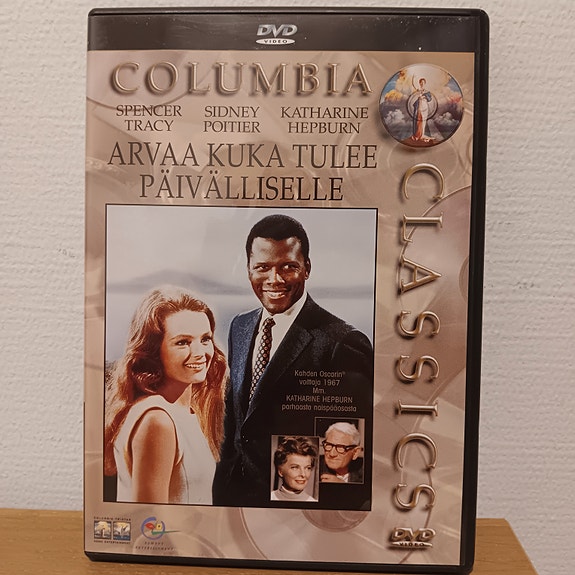 DVD
VIDEO
COLUMBIA
SPENCER TRACY
SIDNEY POITIER
KATHARINE HEPBURN
ARVAA KUKA TULEE
PÄIVÄLLISELLE
CLASSICS
Kahden Oscarin®
voittaja 1967
Mm.
KATHARINE HEPBURN
parhaasta naispääosasta
DVD
VIDEO